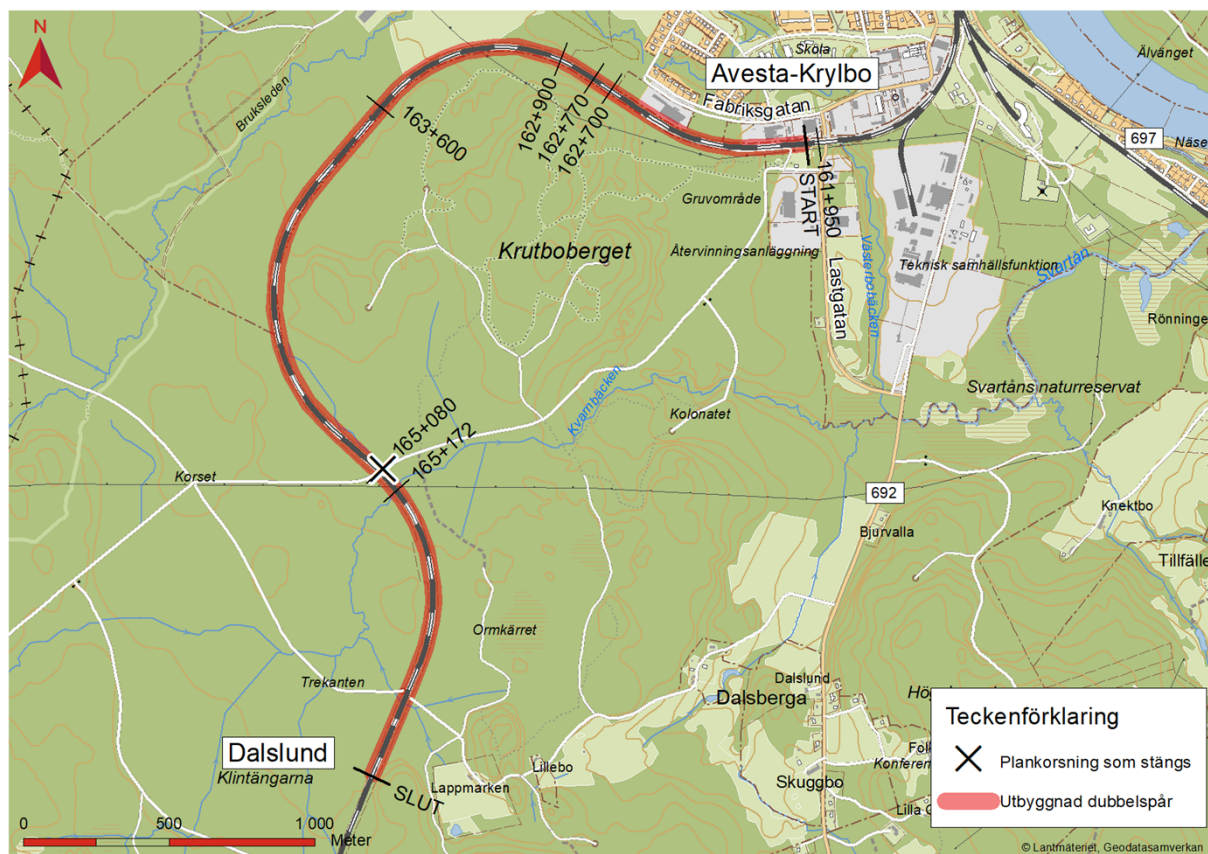 N
Skola
Älvänget
Avesta-Krylbo
Fabriksgatan
Bruksleden
162+900
162+770
162+700
163+600
697
START
161+950
Gruvområde
Krutboberget
Återvinningsanläggning
Lastgatan
Västerbobäcken
Teknisk samhällsfunktion
Svartån
Rönninge
Svartåns naturreservat
Kvarnbäcken
Kolonatet
165+080
165+172
Korset
692
Knektbo
Bjurvalla
Tillfälle
Ormkärret
Trekanten
Dalslund
Dalsberga
Dalslund
Klintängarna
SLUT
Lillebo
Lappmarken
Skuggbo
Teckenförklaring
Plankorsning som stängs
Utbyggnad dubbelspår
0 500 1 000
Meter
© Lantmäteriet, Geodatasamverkan